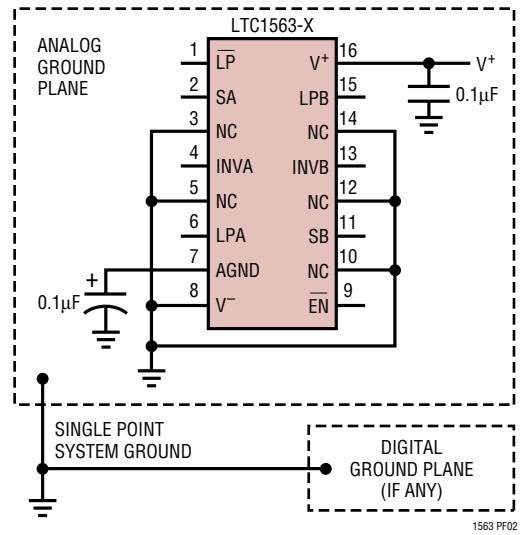 LTC1563-X
ANALOG
GROUND
PLANE
1
L̅P̅
2
SA
3
NC
4
INVA
5
NC
6
LPA
7
AGND
8
V⁻
16
V⁺
15
LPB
14
NC
13
INVB
12
NC
11
SB
10
NC
9
E̅N̅
V⁺
0.1µF
+
0.1µF
SINGLE POINT
SYSTEM GROUND
DIGITAL
GROUND PLANE
(IF ANY)
1563 PF02